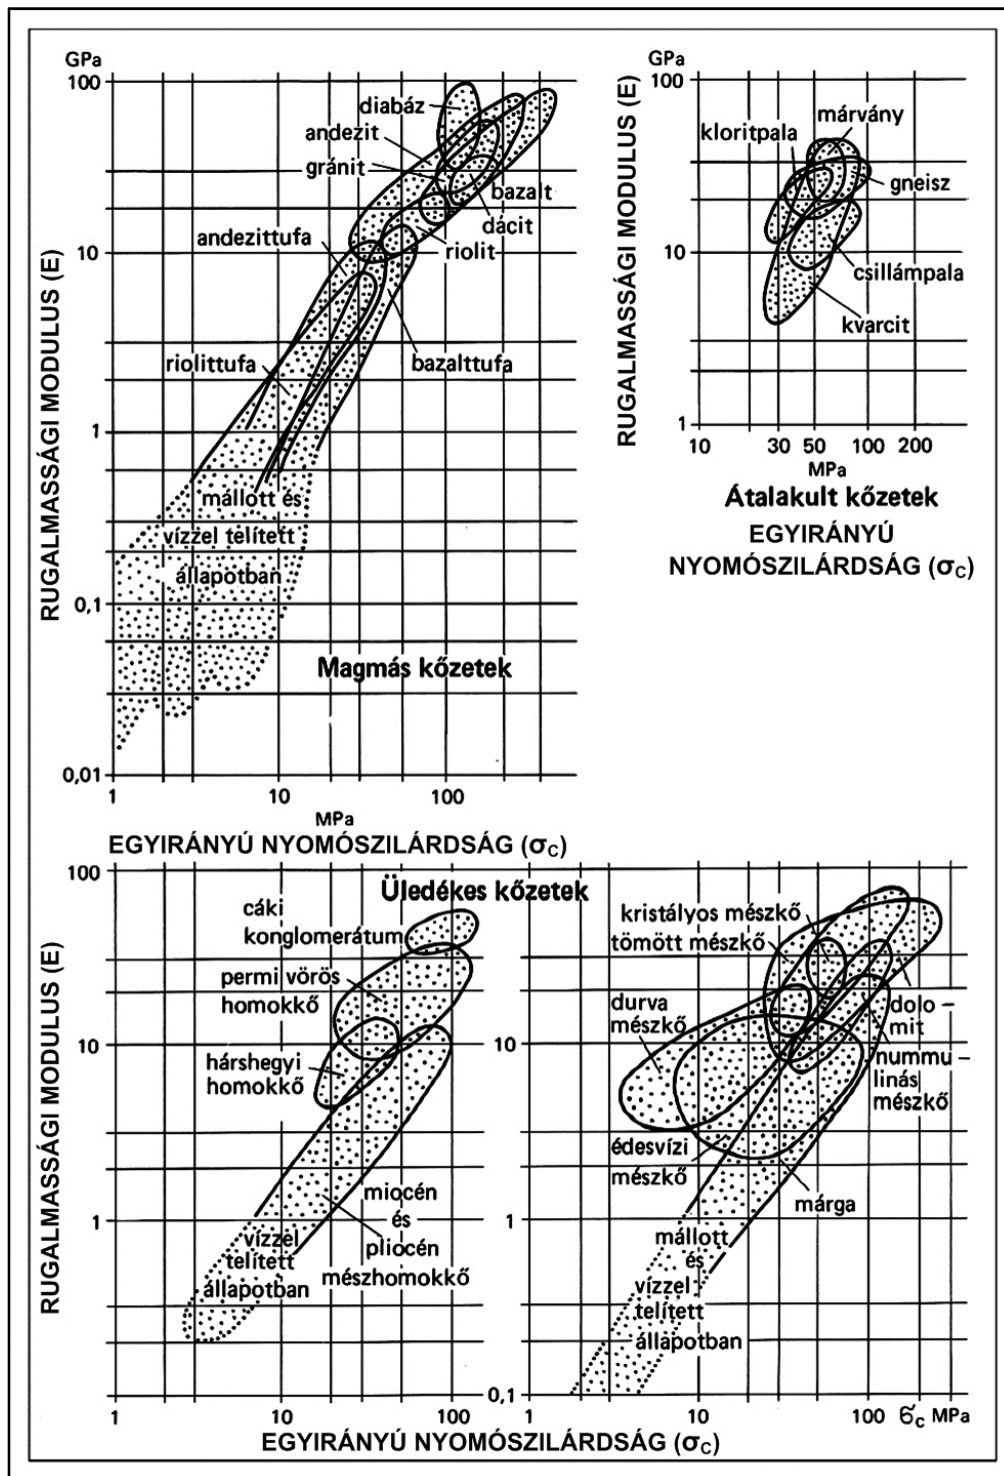 GPa
100
10
1
0,1
0,01
RUGALMASSÁGI MODULUS (E)
diabáz
andezit
gránit
bazalt
dácit
riolit
andezittufa
riolittufa
bazalttufa
mállott és
vízzel telített
állapotban
Magmás kőzetek
1
10
100
MPa
EGYIRÁNYÚ NYOMÓSZILÁRDSÁG (σC)
GPa
100
10
1
RUGALMASSÁGI MODULUS (E)
márvány
kloritpala
gneisz
csillámpala
kvarcit
10
30
50
100
200
MPa
Átalakult kőzetek
EGYIRÁNYÚ
NYOMÓSZILÁRDSÁG (σC)
Üledékes kőzetek
100
10
1
RUGALMASSÁGI MODULUS (E)
cáki
konglomerátum
permi vörös
homokkő
hárshegyi
homokkő
miocén
és
pliocén
mészhomokkő
vízzel
telített
állapotban
1
10
100
kristályos mészkő
tömött mészkő
durva
mészkő
10
dolo –
mit
nummu –
linás
mészkő
édesvízi
mészkő
márga
1
mállott
és
vízzel
telített
állapotban
0,1
1
10
100
σc MPa
EGYIRÁNYÚ NYOMÓSZILÁRDSÁG (σC)